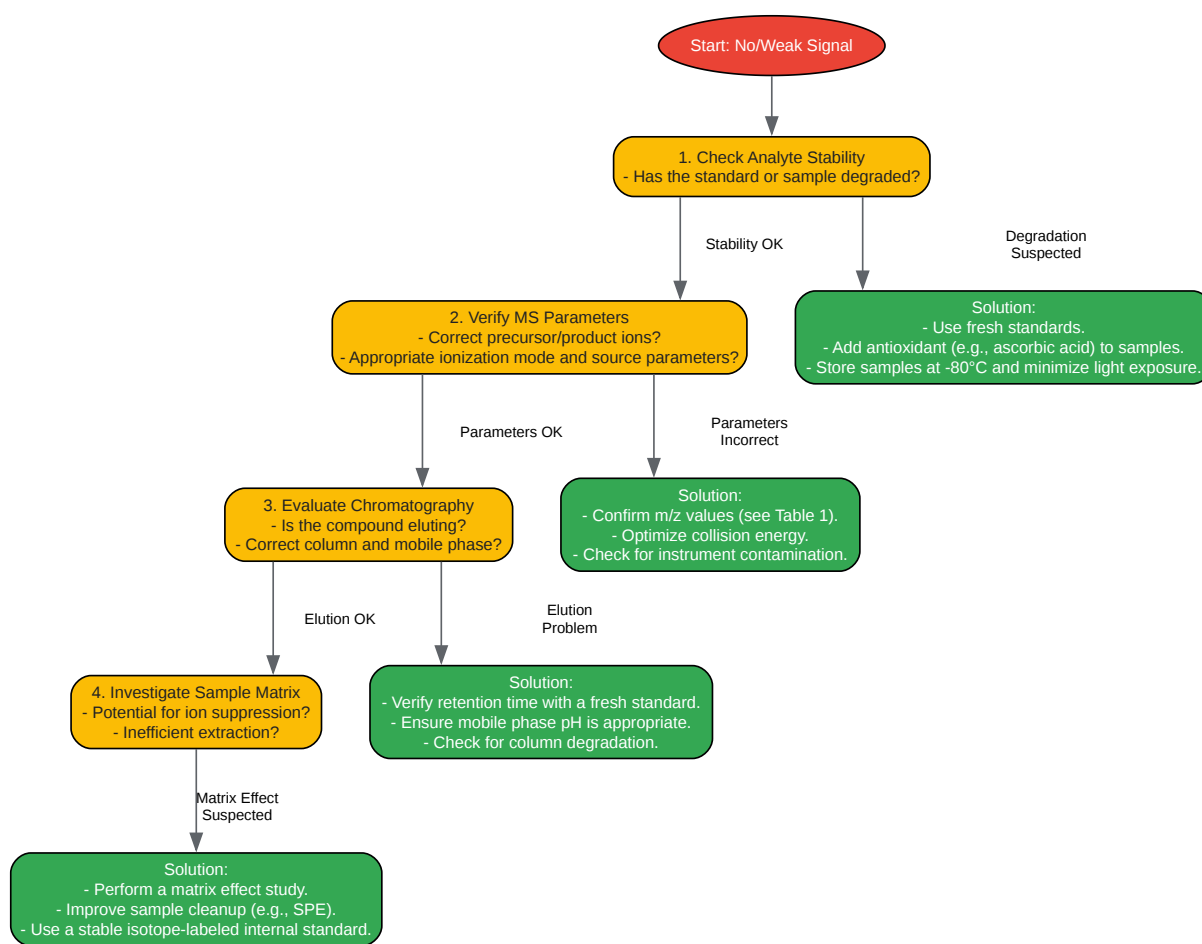 Start: No/Weak Signal
1. Check Analyte Stability
- Has the standard or sample degraded?
Stability OK
Degradation
Suspected
2. Verify MS Parameters
- Correct precursor/product ions?
- Appropriate ionization mode and source parameters?
Solution:
- Use fresh standards.
- Add antioxidant (e.g., ascorbic acid) to samples.
- Store samples at -80°C and minimize light exposure.
Parameters OK
Parameters
Incorrect
3. Evaluate Chromatography
- Is the compound eluting?
- Correct column and mobile phase?
Solution:
- Confirm m/z values (see Table 1).
- Optimize collision energy.
- Check for instrument contamination.
Elution OK
Elution
Problem
4. Investigate Sample Matrix
- Potential for ion suppression?
- Inefficient extraction?
Solution:
- Verify retention time with a fresh standard.
- Ensure mobile phase pH is appropriate.
- Check for column degradation.
Matrix Effect
Suspected
Solution:
- Perform a matrix effect study.
- Improve sample cleanup (e.g., SPE).
- Use a stable isotope-labeled internal standard.